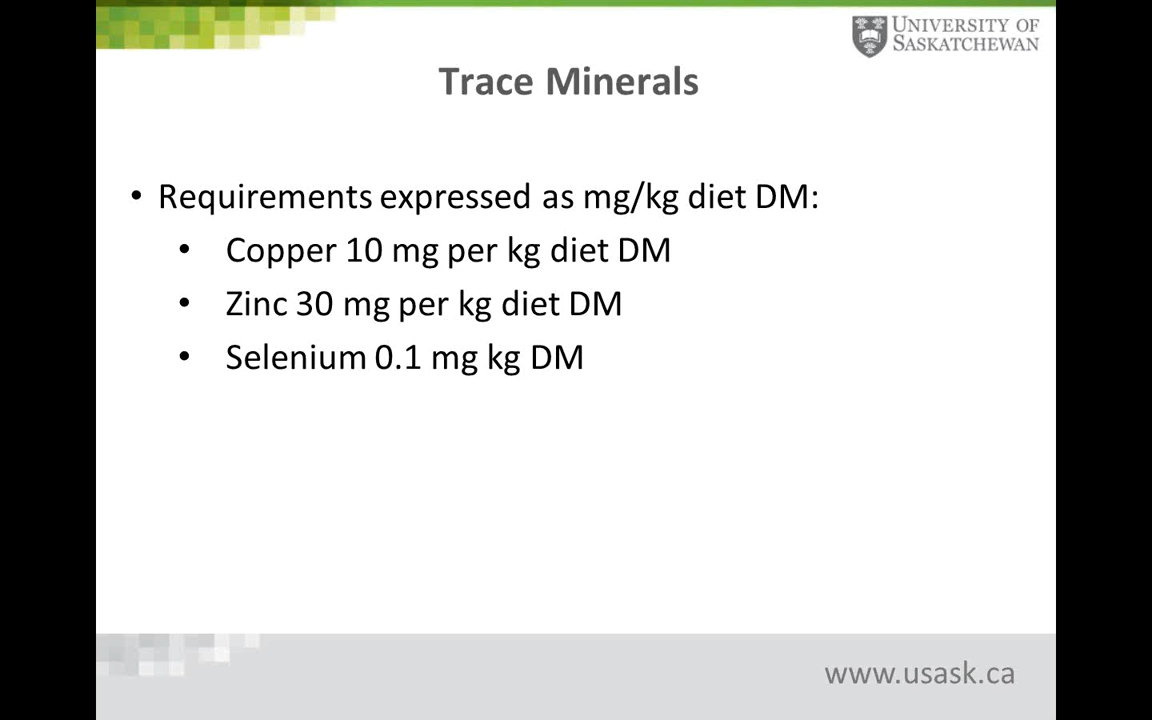 UNIVERSITY OF
SASKATCHEWAN
Trace Minerals
• Requirements expressed as mg/kg diet DM:
• Copper 10 mg per kg diet DM
• Zinc 30 mg per kg diet DM
• Selenium 0.1 mg kg DM
www.usask.ca